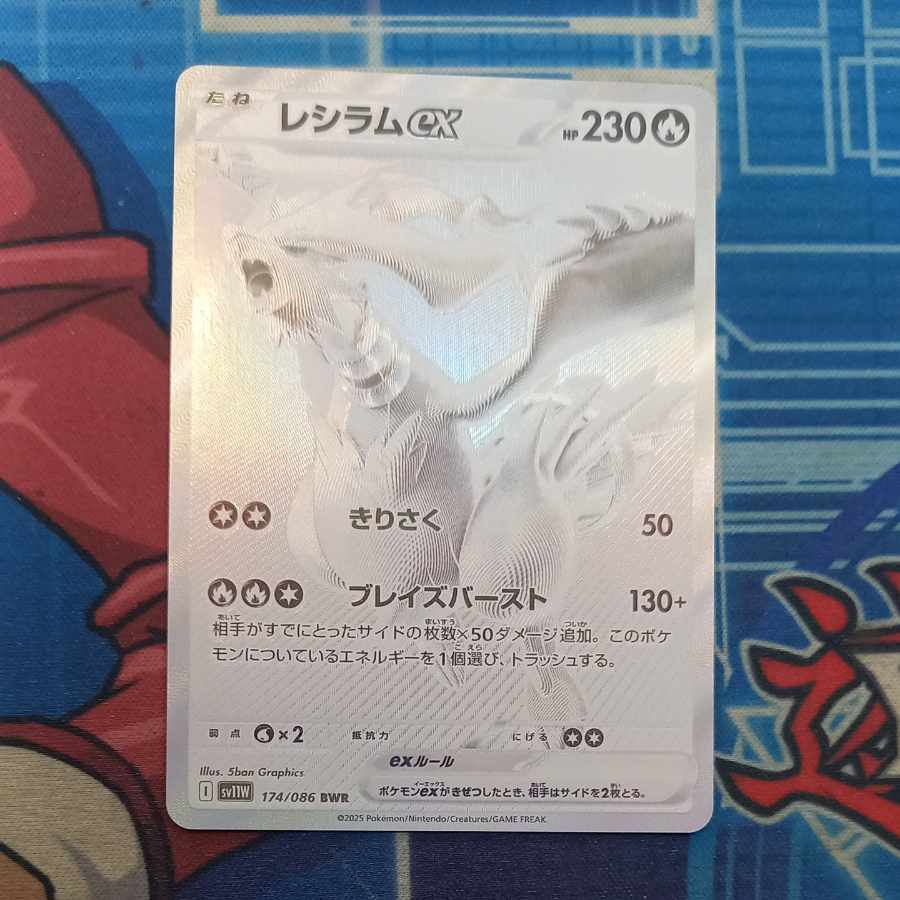 たね レシラムex HP 230
きりさく 50
ブレイズバースト 130+
相手がすでにとったサイドの枚数×50ダメージ追加。このポケ
モンについているエネルギーを1個選び、トラッシュする。
弱点 ×2 抵抗力 にげる
exルール
ポケモンexがきぜつしたとき、相手はサイドを2枚とる。
Illus. 5ban Graphics
I sv11W 174/086 BWR
©2025 Pokémon/Nintendo/Creatures/GAME FREAK